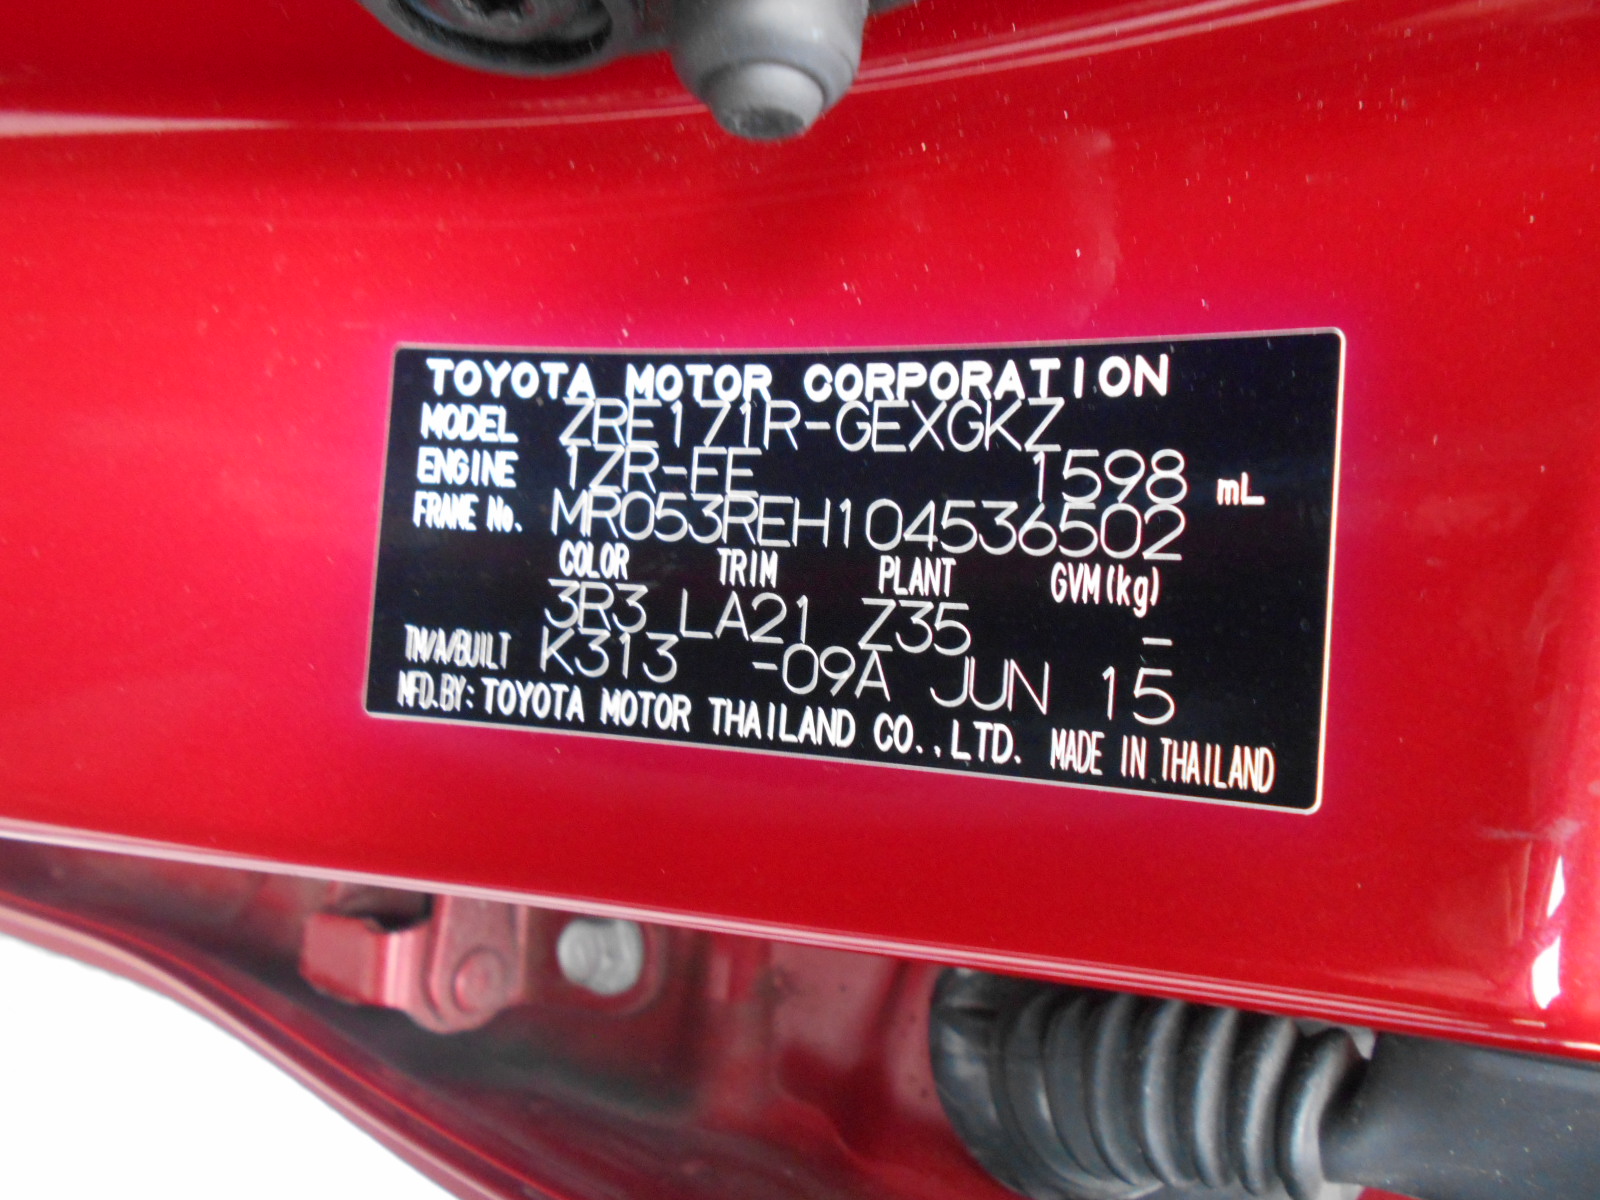 TOYOTA MOTOR CORPORATION
MODEL ZRE171R-GEXGKZ
ENGINE 1ZR-FE 1598 mL
FRAME No. MR053REH104536502
COLOR TRIM PLANT GVM(kg)
3R3 LA21 Z35 –
TM/A/BUILT K313 -09A JUN 15
MFD.BY: TOYOTA MOTOR THAILAND CO.,LTD. MADE IN THAILAND